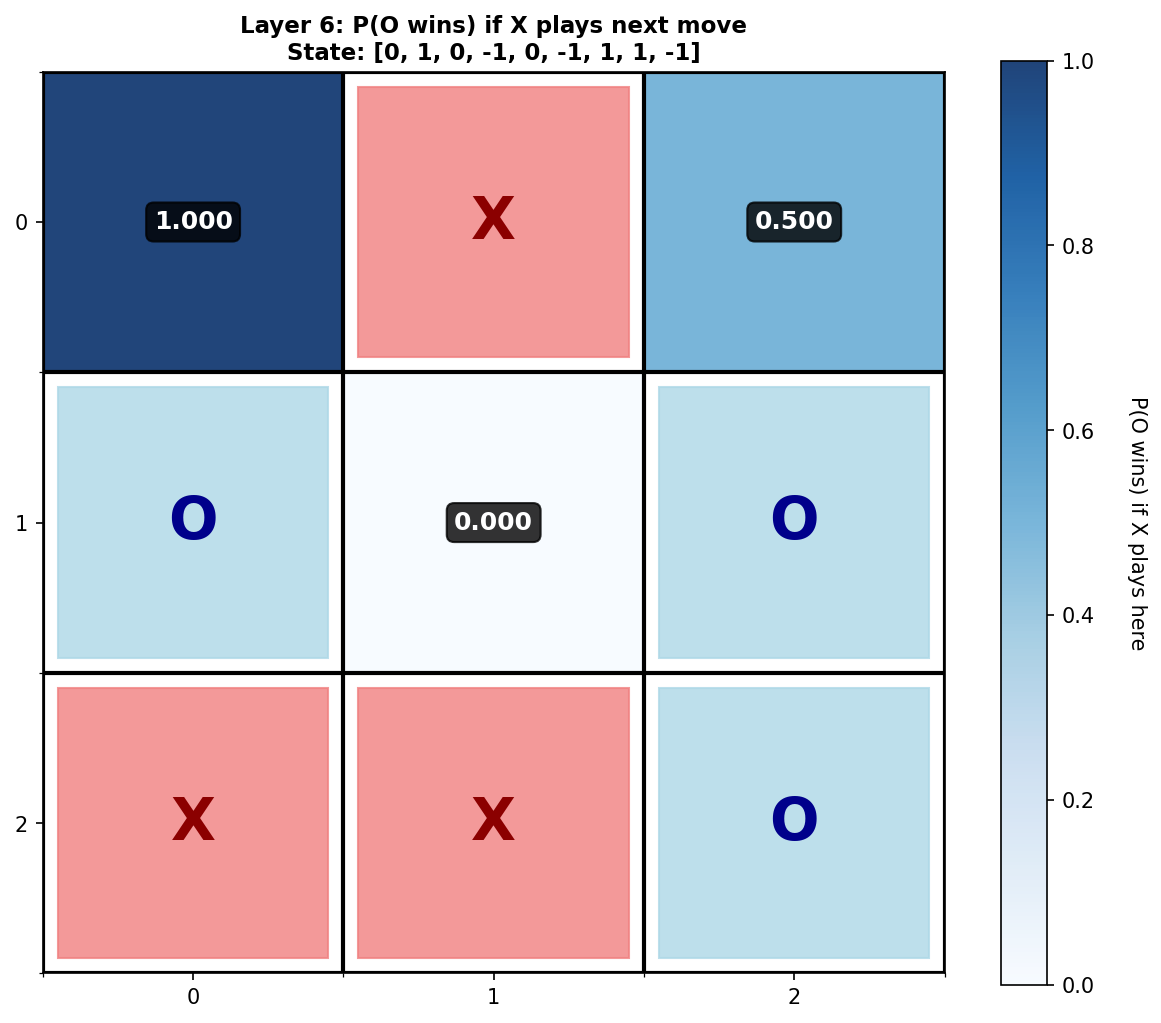 Layer 6: P(O wins) if X plays next move
State: [0, 1, 0, -1, 0, -1, 1, 1, -1]
1.000
X
0.500
O
0.000
O
X
X
O
0
1
2
0
1
2
1.0
0.8
0.6
0.4
0.2
0.0
P(O wins) if X plays here